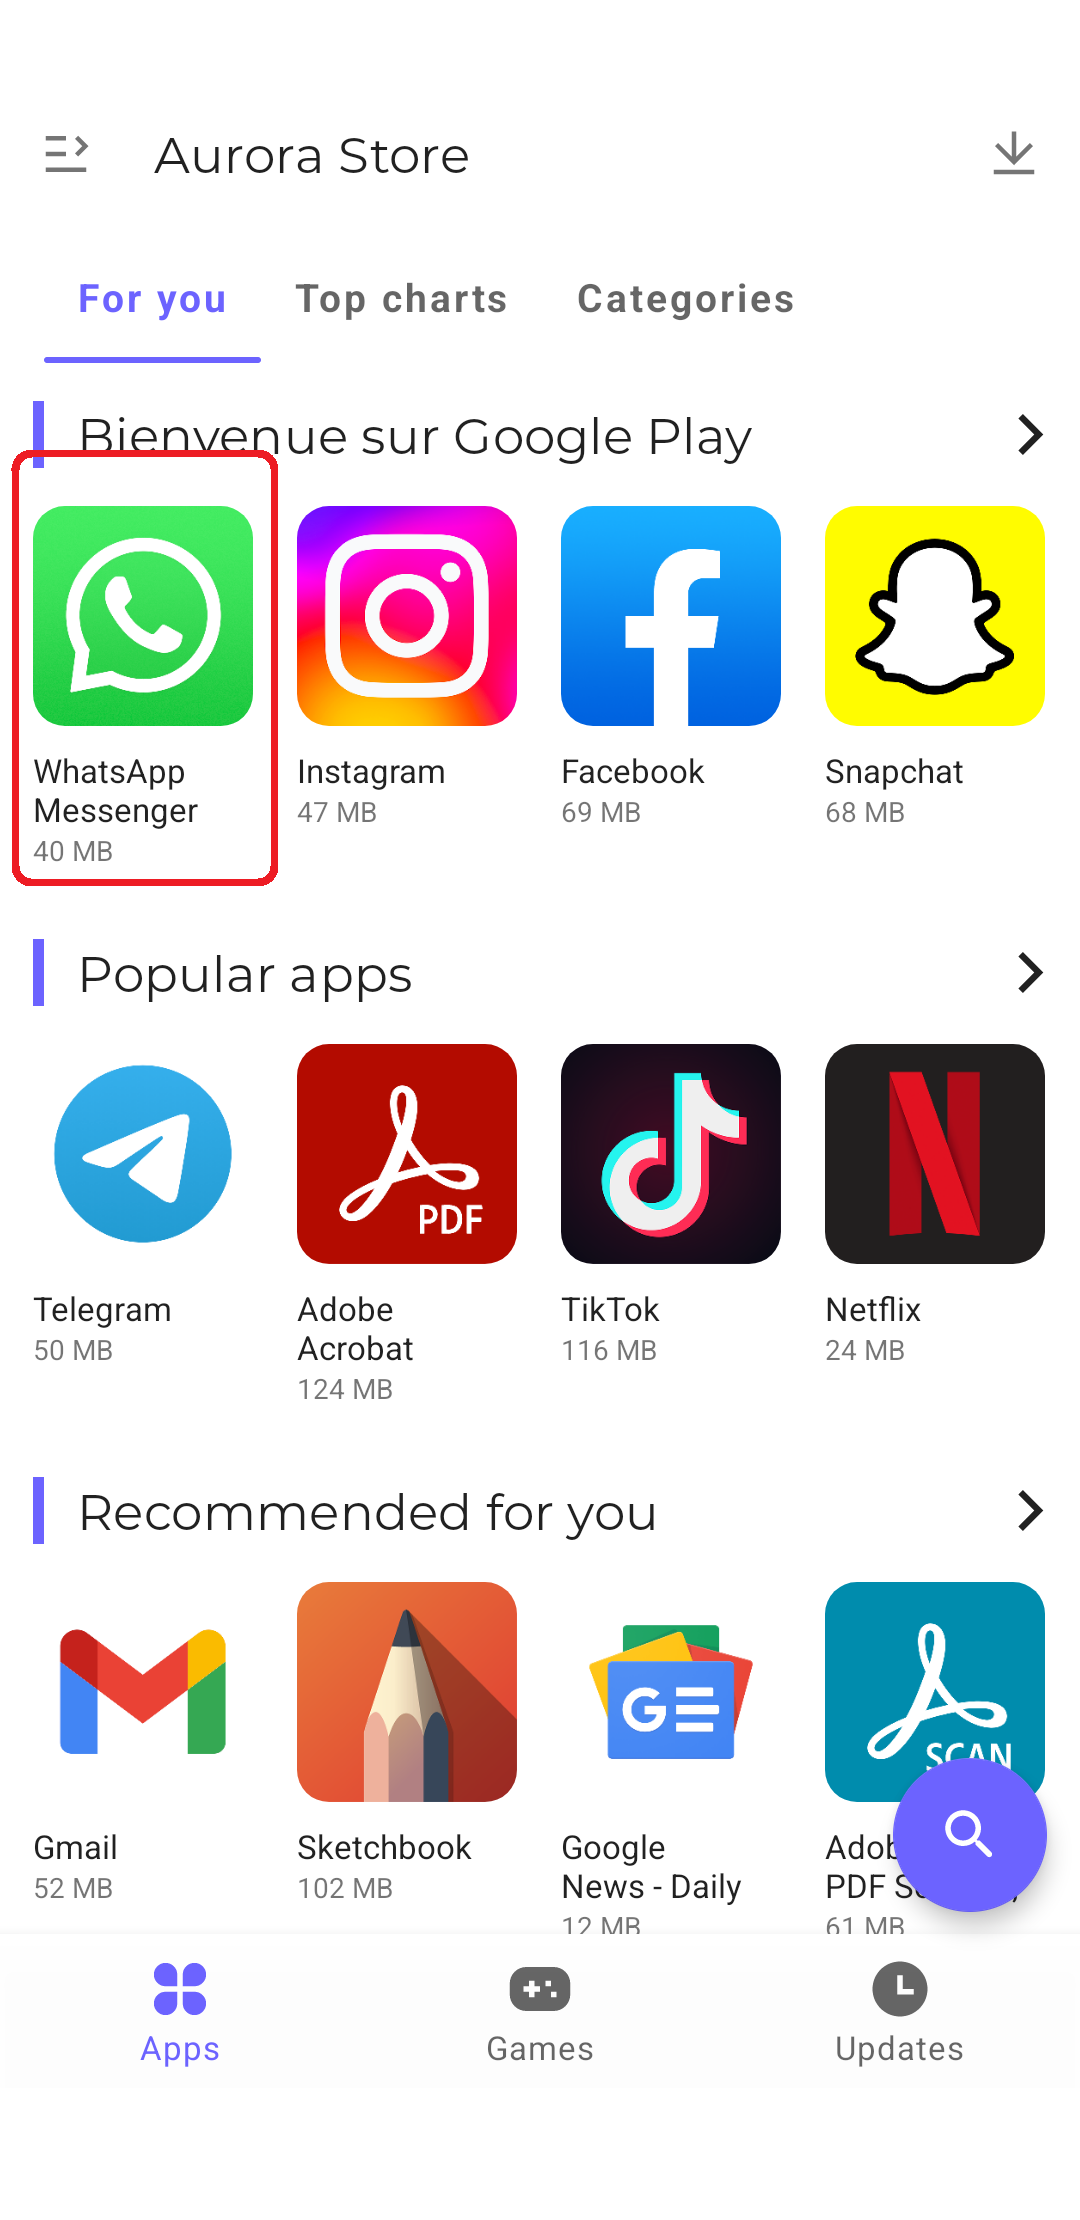 Aurora Store
For you Top charts Categories
Bienvenue sur Google Play
WhatsApp Messenger
40 MB
Instagram
47 MB
Facebook
69 MB
Snapchat
68 MB
Popular apps
PDF
Telegram
50 MB
Adobe Acrobat
124 MB
TikTok
116 MB
Netflix
24 MB
Recommended for you
SCAN
Gmail
52 MB
Sketchbook
102 MB
Google News - Daily
12 MB
PDF
61 MB
Apps Games Updates